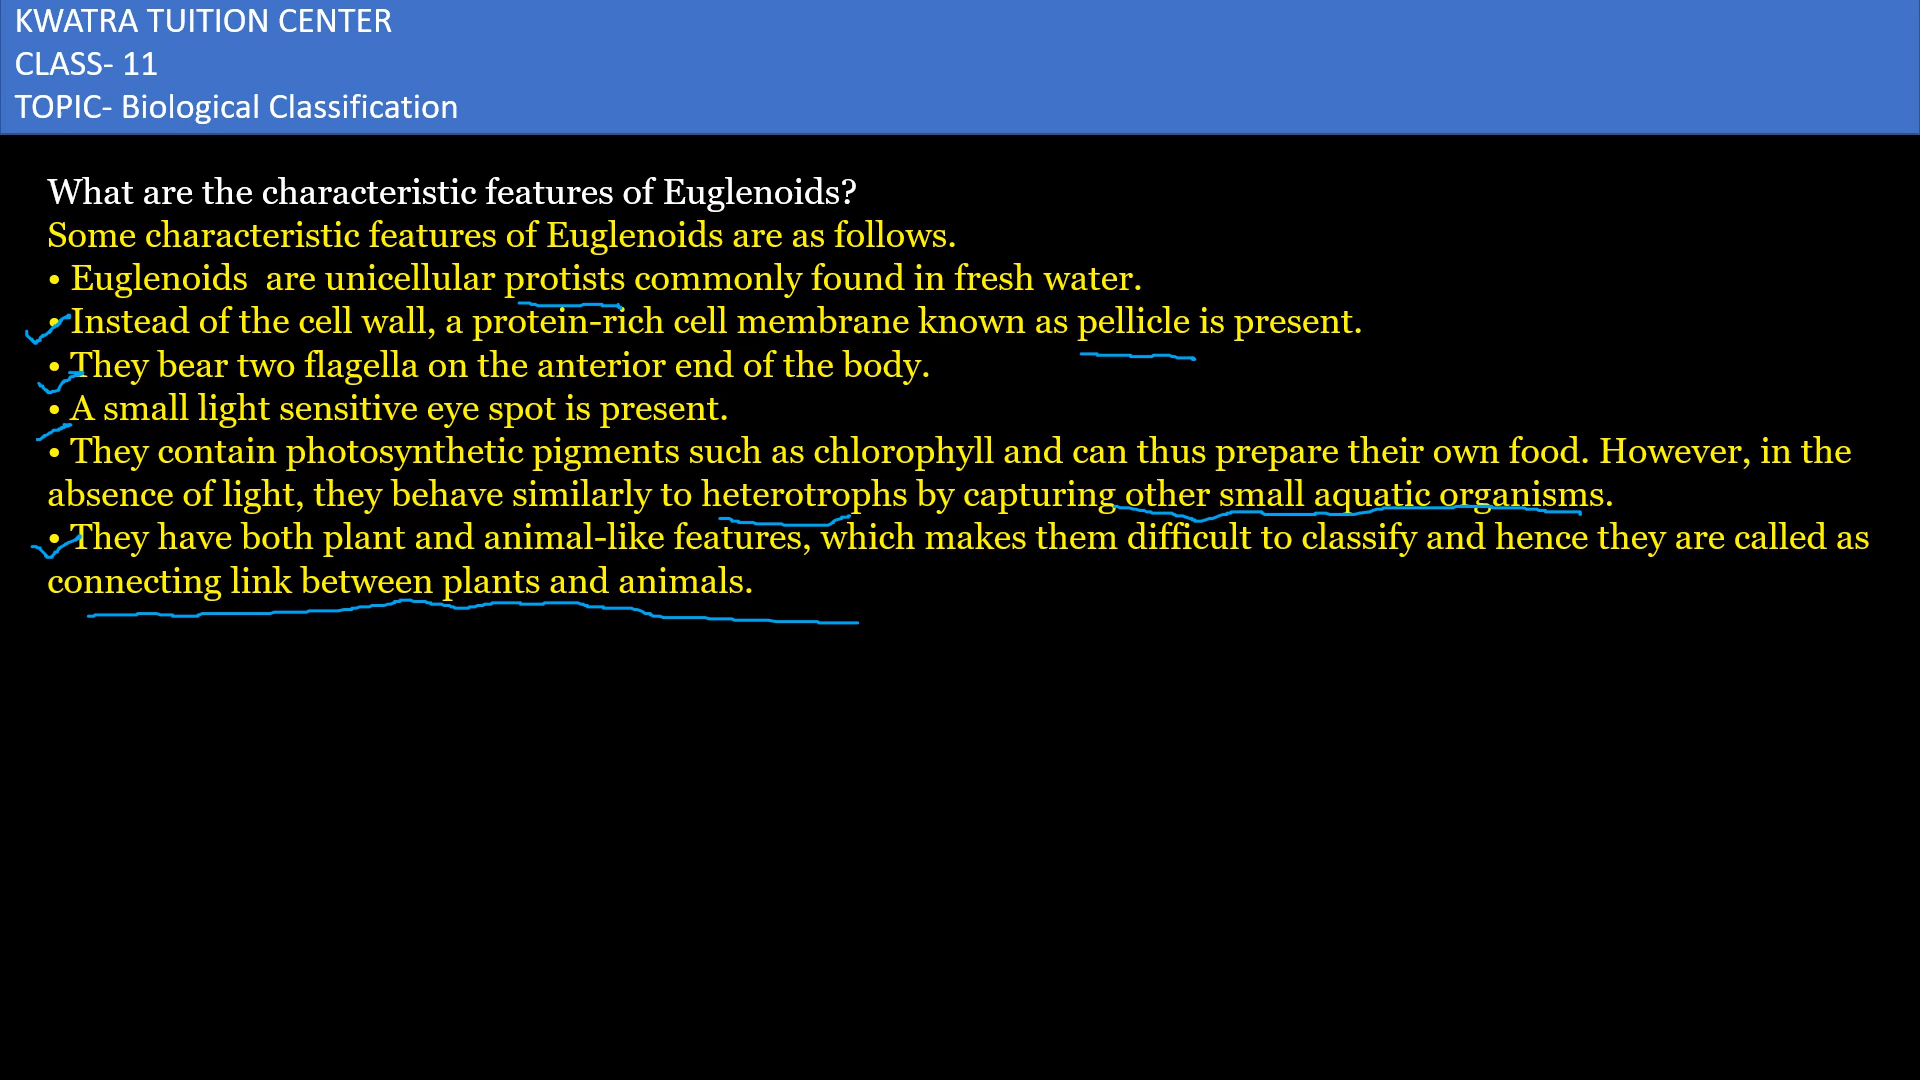 KWATRA TUITION CENTER
CLASS- 11
TOPIC- Biological Classification
What are the characteristic features of Euglenoids?
Some characteristic features of Euglenoids are as follows.
• Euglenoids  are unicellular protists commonly found in fresh water.
• Instead of the cell wall, a protein-rich cell membrane known as pellicle is present.
• They bear two flagella on the anterior end of the body.
• A small light sensitive eye spot is present.
• They contain photosynthetic pigments such as chlorophyll and can thus prepare their own food. However, in the
absence of light, they behave similarly to heterotrophs by capturing other small aquatic organisms.
• They have both plant and animal-like features, which makes them difficult to classify and hence they are called as
connecting link between plants and animals.